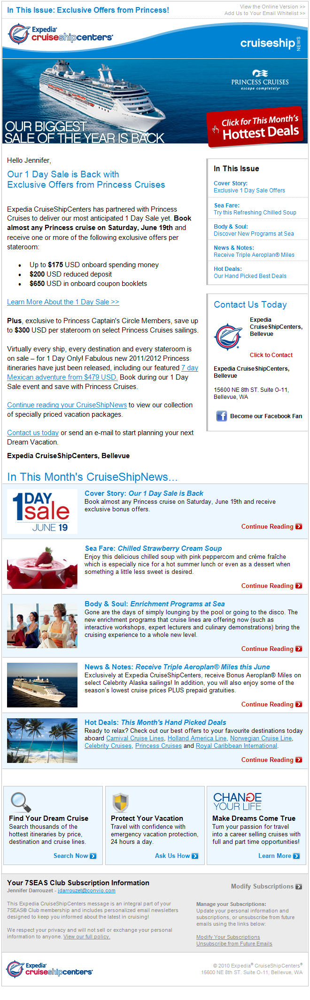 In This Issue: Exclusive Offers from Princess!
View the Online Version >>
Add Us to Your Email Whitelist >>
Expedia®
cruiseshipcenters®
cruiseship NEWS
PRINCESS CRUISES
escape completely®
OUR BIGGEST
SALE OF THE YEAR IS BACK
Click for This Month's
Hottest Deals
Hello Jennifer,
Our 1 Day Sale is Back with
Exclusive Offers from Princess Cruises
Expedia CruiseShipCenters has partnered with Princess
Cruises to deliver our most anticipated 1 Day Sale yet. Book
almost any Princess cruise on Saturday, June 19th and
receive one or more of the following exclusive offers per
stateroom:
• Up to $175 USD onboard spending money
• $200 USD reduced deposit
• $650 USD in onboard coupon booklets
Learn More About the 1 Day Sale >>
Plus, exclusive to Princess Captain's Circle Members, save up
to $300 USD per stateroom on select Princess Cruises sailings.
Virtually every ship, every destination and every stateroom is
on sale – for 1 Day Only! Fabulous new 2011/2012 Princess
itineraries have just been released, including our featured 7 day
Mexican adventure from $479 USD. Book during our 1 Day
Sale event and save with Princess Cruises.
Continue reading your CruiseShipNews to view our collection
of specially priced vacation packages.
Contact us today or send an e-mail to start planning your next
Dream Vacation.
Expedia CruiseShipCenters, Bellevue
In This Issue
Cover Story:
Exclusive 1 Day Sale Offers
Sea Fare:
Try this Refreshing Chilled Soup
Body & Soul:
Discover New Programs at Sea
News & Notes:
Receive Triple Aeroplan® Miles
Hot Deals:
Our Hand Picked Best Deals
Contact Us Today
Expedia
CruiseShipCenters,
Bellevue
Click to Contact
Expedia CruiseShipCenters,
Bellevue
15600 NE 8th ST. Suite O-11,
Bellevue, WA
Become our Facebook Fan
In This Month's CruiseShipNews...
1 DAY
sale
JUNE 19
Cover Story: Our 1 Day Sale is Back
Book almost any Princess cruise on Saturday, June 19th and receive
exclusive bonus offers.
Continue Reading
Sea Fare: Chilled Strawberry Cream Soup
Enjoy this delicious chilled soup with pink peppercorn and crème fraîche
which is especially nice for a hot summer lunch or even as a dessert when
something a little less sweet is desired.
Continue Reading
Body & Soul: Enrichment Programs at Sea
Gone are the days of simply lounging by the pool or going to the disco. The
new enrichment programs that cruise lines are offering now (such as
interactive workshops, expert lecturers and culinary demonstrations) bring the
cruising experience to a whole new level.
Continue Reading
News & Notes: Receive Triple Aeroplan® Miles this June
Exclusively at Expedia CruiseShipCenters, receive Bonus Aeroplan® Miles on
select Celebrity Alaska sailings! In addition, you will also enjoy some of the
season's lowest cruise prices PLUS prepaid gratuities.
Continue Reading
Hot Deals: This Month's Hand Picked Deals
Ready to relax? Check out our best offers to your favourite destinations today
aboard Carnival Cruise Lines, Holland America Line, Norwegian Cruise Line,
Celebrity Cruises, Princess Cruises and Royal Caribbean International.
Continue Reading
Find Your Dream Cruise
Search thousands of the
hottest itineraries by price,
destination and cruise lines.
Search Now
Protect Your Vacation
Travel with confidence with
emergency vacation protection,
24 hours a day.
Ask Us How
CHANGE
YOUR LIFE
Make Dreams Come True
Turn your passion for travel
into a career selling cruises with
full and part time opportunities!
Learn More
Your 7SEAS Club Subscription Information
Jennifer Darrouzet - jdarrouzet@convio.com
Modify Subscriptions
This Expedia CruiseShipCenters message is an integral part of your
7SEAS® Club membership and includes personalized email newsletters
designed to keep you informed about the latest in cruising!
We respect your privacy and will not sell or exchange your personal
information to anyone. View our full policy.
Manage your Subscriptions:
Update your personal information and
subscriptions, or unsubscribe from future
emails using the links below:
Modify Your Subscriptions
Unsubscribe from Future Emails
Expedia®
cruiseshipcenters®
© 2010 Expedia® CruiseShipCenters®
15600 NE 8th ST. Suite O-11, Bellevue, WA